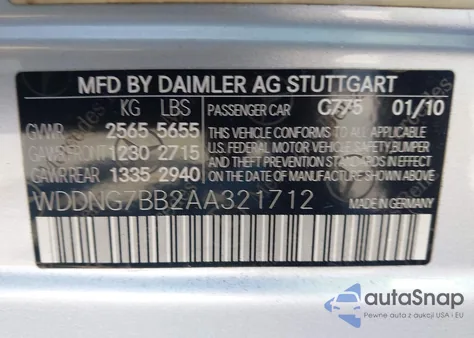 MFD BY DAIMLER AG STUTTGART
KG LBS
PASSENGER CAR C775 01/10
GVWR 2565 5655
GAWR FRONT 1230 2715
GAWR REAR 1335 2940
THIS VEHICLE CONFORMS TO ALL APPLICABLE
U.S. FEDERAL MOTOR VEHICLE SAFETY, BUMPER
AND THEFT PREVENTION STANDARDS IN
EFFECT ON THE DATE OF
MANUFACTURE SHOWN ABOVE.
WDDNG7BB2AA321712
MADE IN GERMANY
autoSnap
Pewne auta z aukcji USA i EU